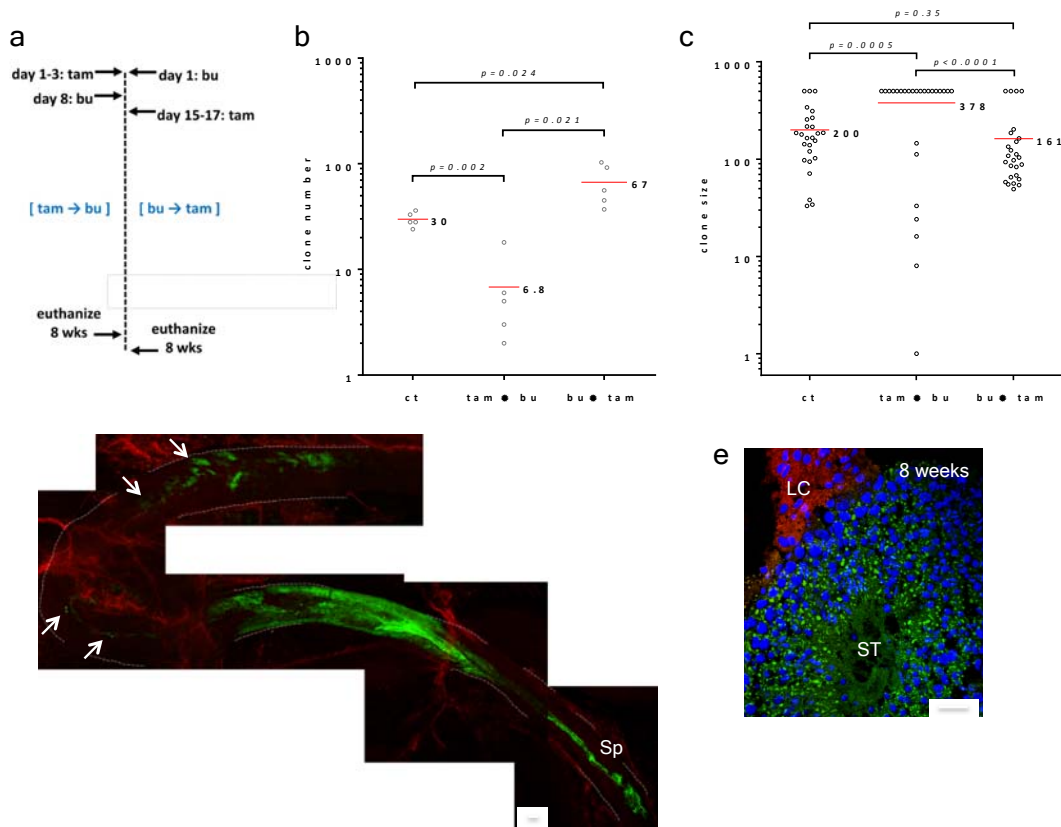 a
day 1-3: tam
day 1: bu
day 8: bu
day 15-17: tam
[ tam → bu ]
[ bu → tam ]
euthanize
8 wks
euthanize
8 wks
b
p=0.024
p=0.021
p=0.002
1000
100
10
1
clone number
30
6.8
67
ct
tam ● bu
bu ● tam
c
p=0.35
p=0.0005
p<0.0001
1000
100
10
1
clone size
200
378
161
ct
tam ● bu
bu ● tam
Sp
e
LC
8 weeks
ST